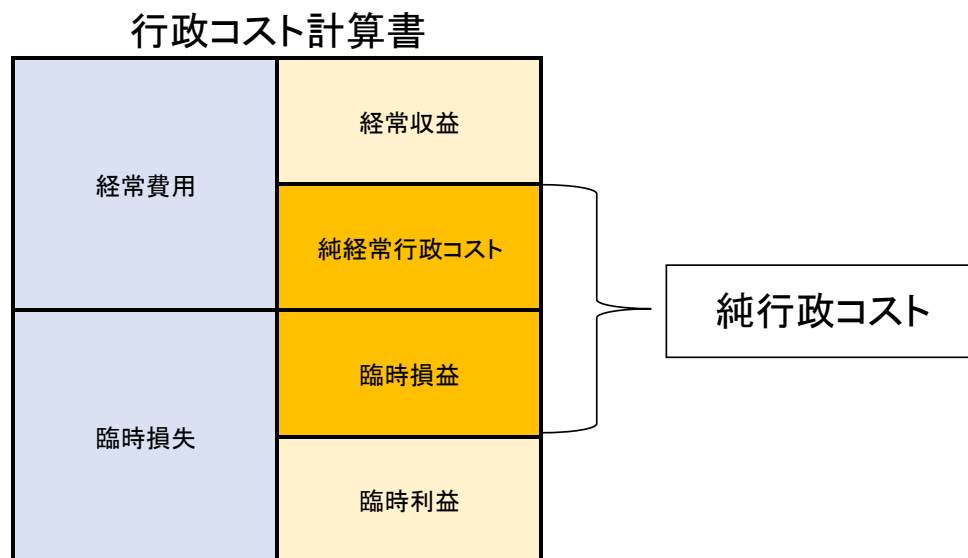 行政コスト計算書
経常費用
経常収益
純経常行政コスト
臨時損失
臨時損益
臨時利益
純行政コスト